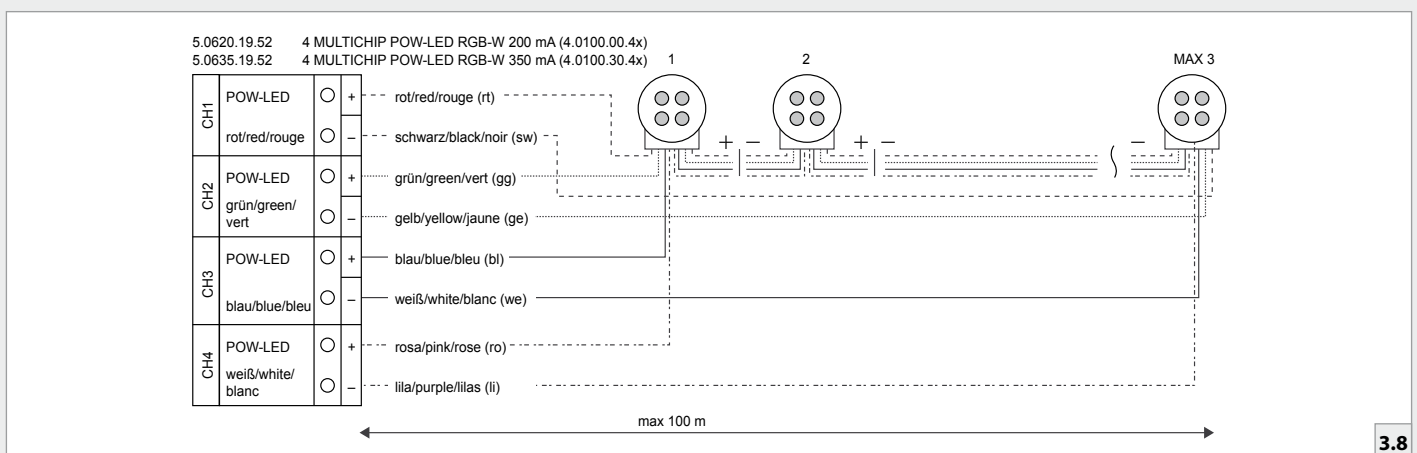 5.0620.19.52 4 MULTICHIP POW-LED RGB-W 200 mA (4.0100.00.4x)
5.0635.19.52 4 MULTICHIP POW-LED RGB-W 350 mA (4.0100.30.4x)
1 2 MAX 3
CH1
POW-LED + rot/red/rouge (rt)
rot/red/rouge – schwarz/black/noir (sw)
+ – + – –
CH2
POW-LED + grün/green/vert (gg)
grün/green/
vert – gelb/yellow/jaune (ge)
CH3
POW-LED + blau/blue/bleu (bl)
blau/blue/bleu – weiß/white/blanc (we)
CH4
POW-LED + rosa/pink/rose (ro)
weiß/white/
blanc – lila/purple/lilas (li)
max 100 m
3.8